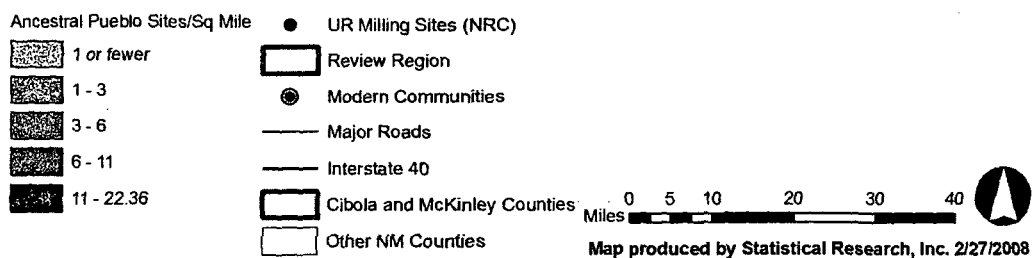 Ancestral Pueblo Sites/Sq Mile
1 or fewer
1 - 3
3 - 6
6 - 11
11 - 22.36
UR Milling Sites (NRC)
Review Region
Modern Communities
Major Roads
Interstate 40
Cibola and McKinley Counties
Other NM Counties
0 5 10 20 30 40
Miles
Map produced by Statistical Research, Inc. 2/27/2008